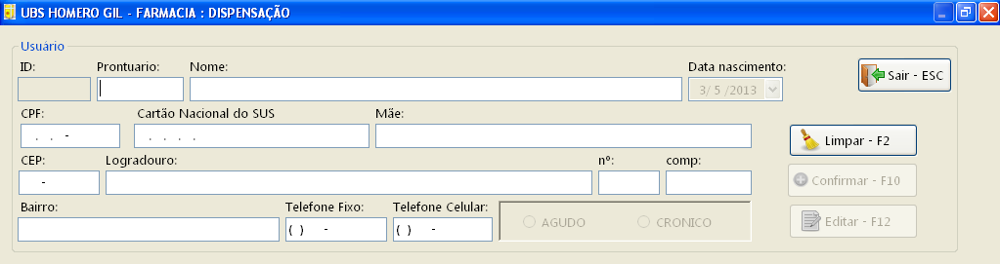 UBS HOMERO GIL - FARMACIA : DISPENSAÇÃO
Usuário
ID: Prontuario: Nome: Data nascimento:
3/ 5 /2013
Sair - ESC
CPF: Cartão Nacional do SUS Mãe:
. . - . . . .
Limpar - F2
CEP: Logradouro: nº: comp:
-
Confirmar - F10
Bairro: Telefone Fixo: Telefone Celular:
( ) - ( ) -
AGUDO CRONICO
Editar - F12